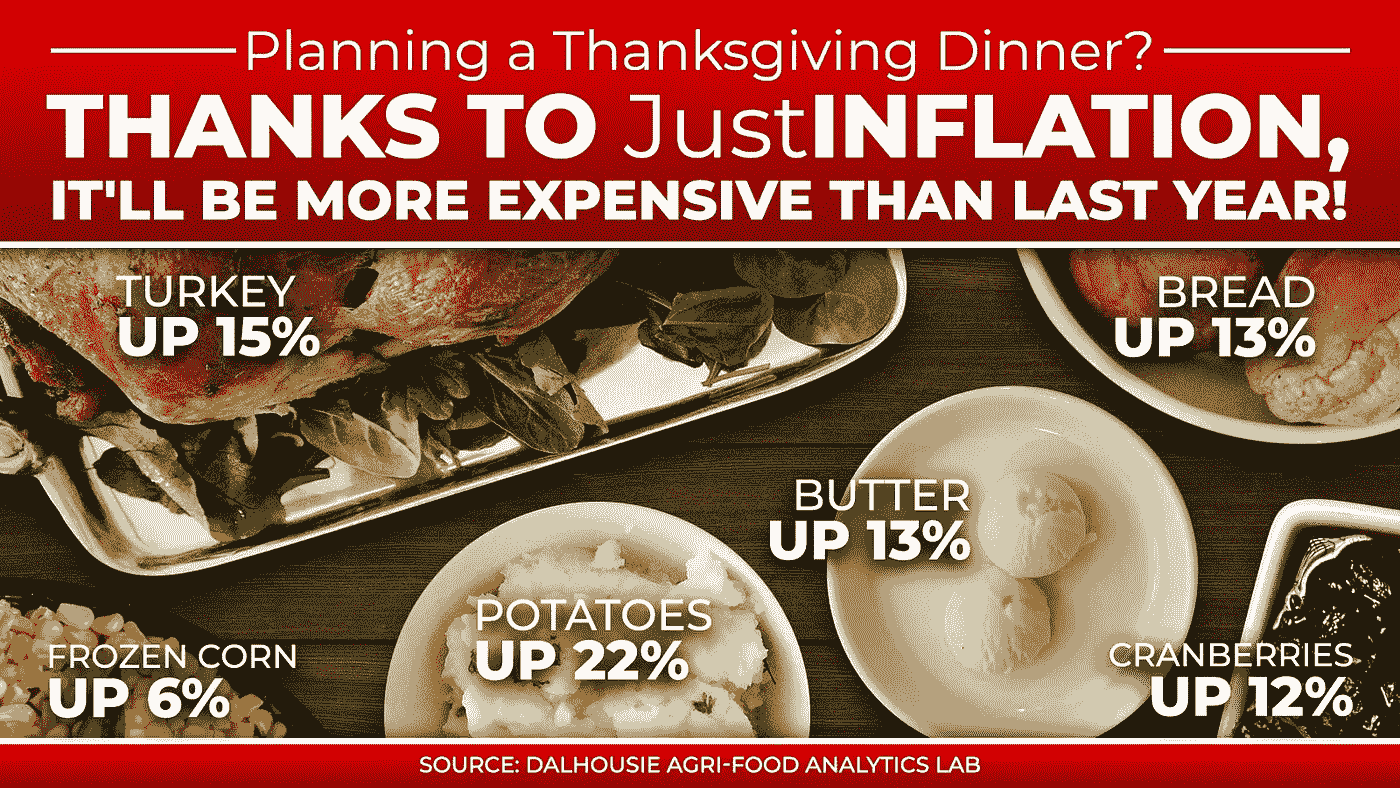 Planning a Thanksgiving Dinner?
THANKS TO JustINFLATION,
IT'LL BE MORE EXPENSIVE THAN LAST YEAR!
TURKEY
UP 15%
BREAD
UP 13%
BUTTER
UP 13%
POTATOES
UP 22%
FROZEN CORN
UP 6%
CRANBERRIES
UP 12%
SOURCE: DALHOUSIE AGRI-FOOD ANALYTICS LAB